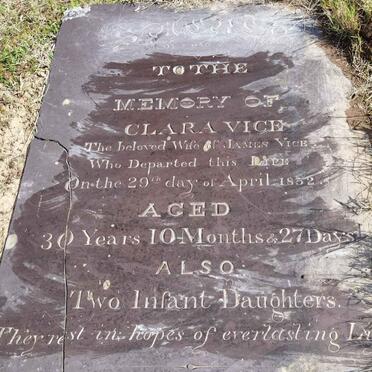 TO THE
MEMORY OF
CLARA VICE
The beloved Wife of JAMES VICE
Who Departed this LIFE
On the 29th day of April 1852.
AGED
30 Years 10-Months & 27 Days
ALSO
Two Infant Daughters.
They rest in hopes of everlasting